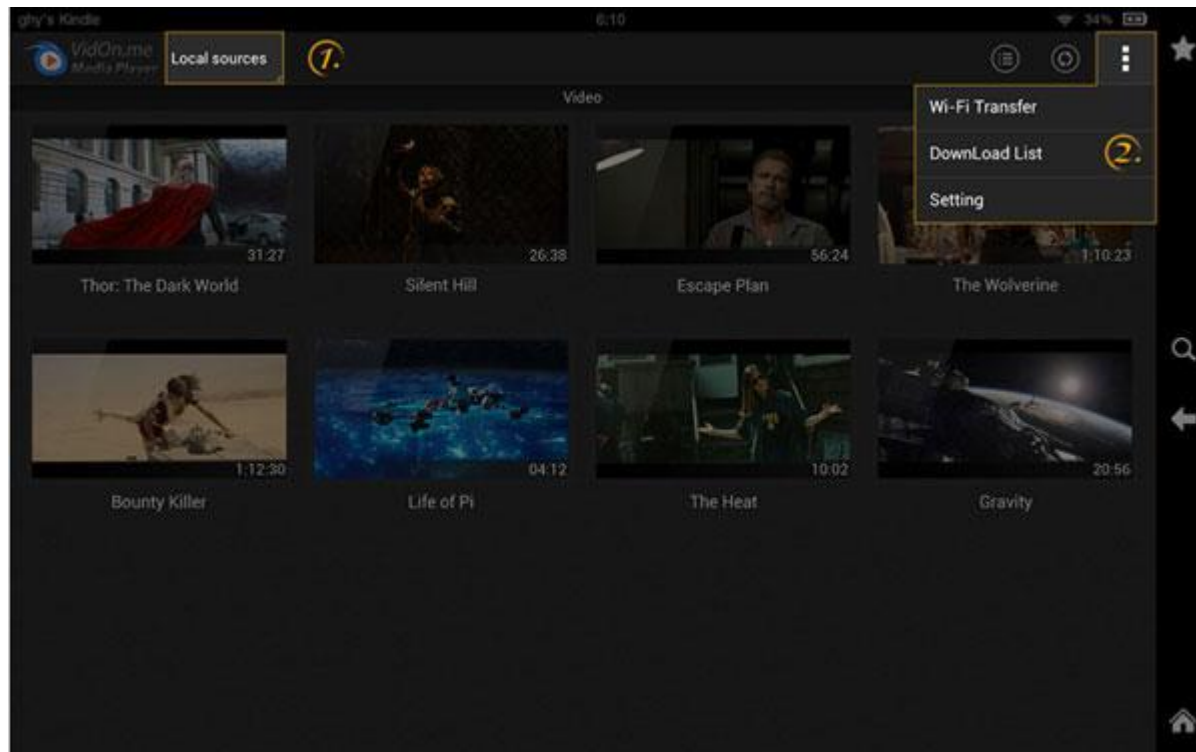 ghy's Kindle 6:10 34%
VidOn.me
Media Player
Local sources
1.
Video
Wi-Fi Transfer
DownLoad List
2.
Setting
31:27 26:38 56:24 1:10:23
Thor: The Dark World Silent Hill Escape Plan The Wolverine
1:12:30 04:12 10:02 20:56
Bounty Killer Life of Pi The Heat Gravity